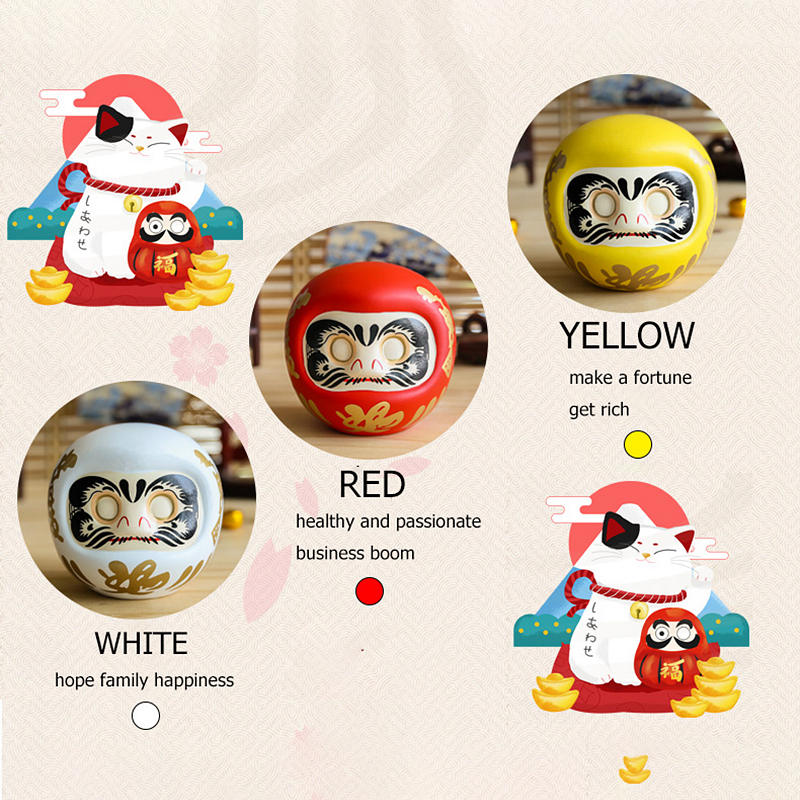 しあわせ
福
YELLOW
make a fortune
get rich
RED
healthy and passionate
business boom
WHITE
hope family happiness
しあわせ
福